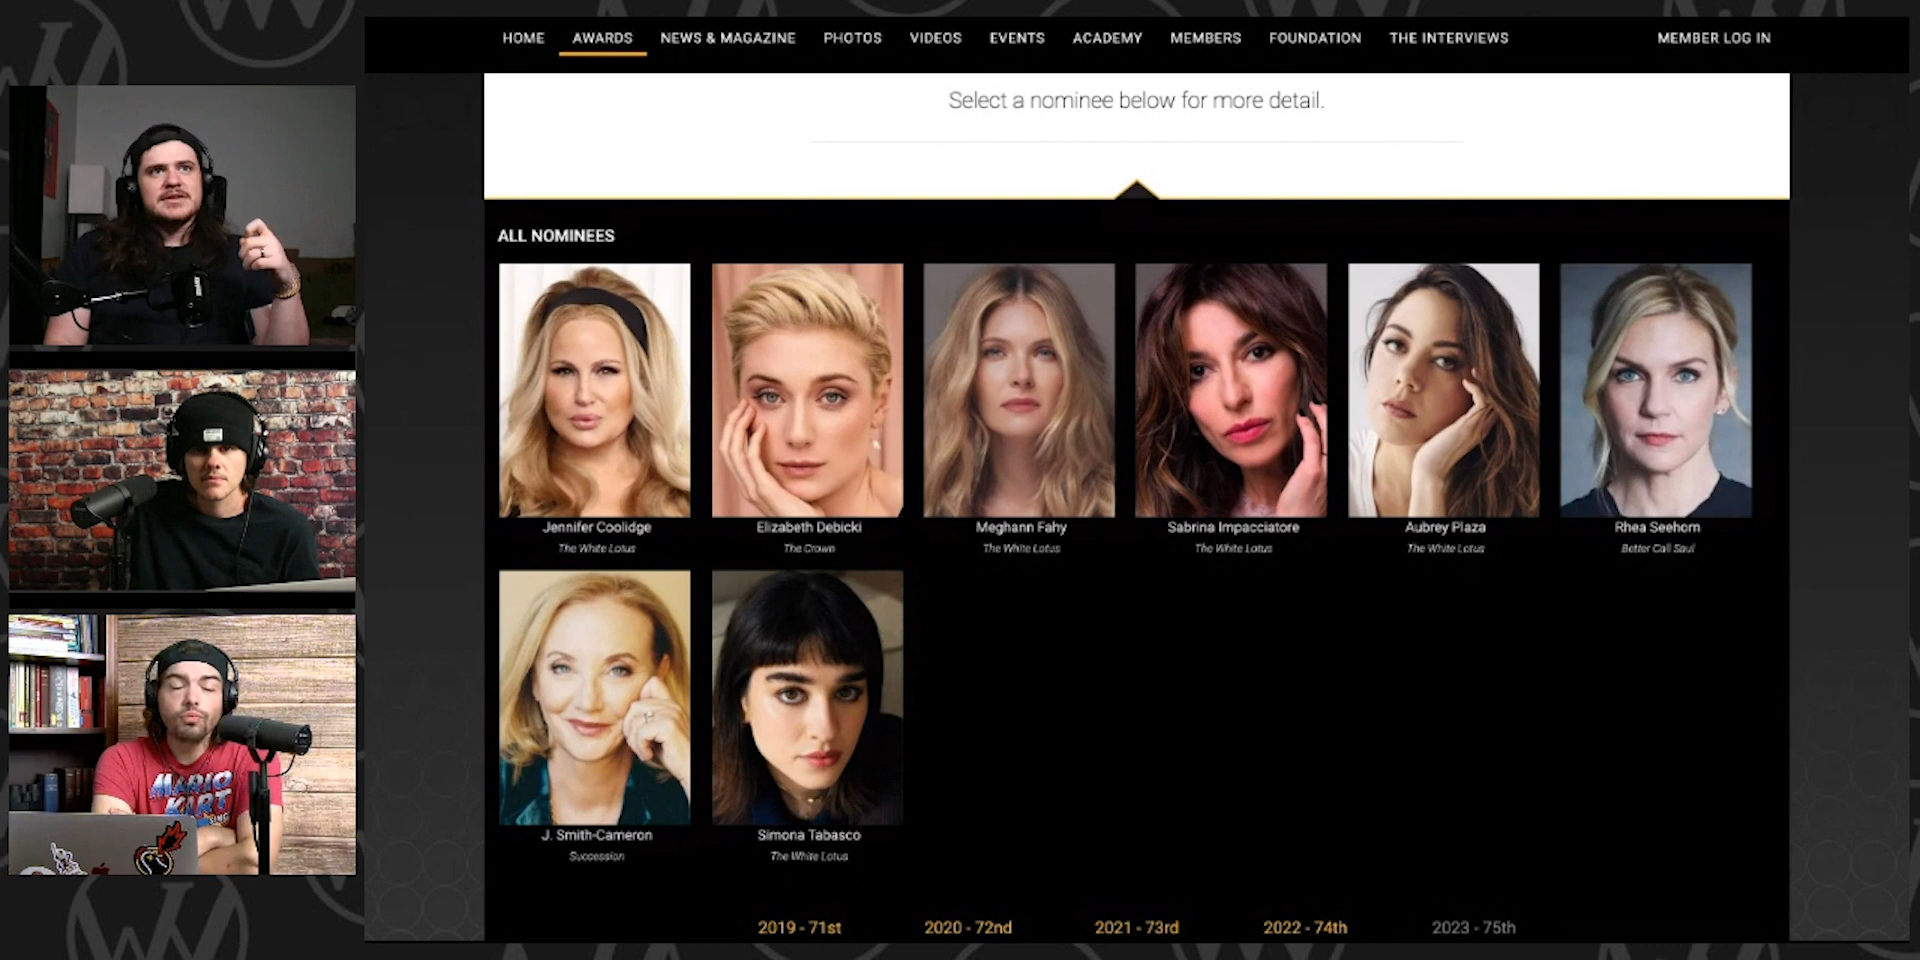 HOME AWARDS NEWS & MAGAZINE PHOTOS VIDEOS EVENTS ACADEMY MEMBERS FOUNDATION THE INTERVIEWS MEMBER LOG IN
Select a nominee below for more detail.
ALL NOMINEES
Jennifer Coolidge Elizabeth Debicki Meghann Fahy Sabrina Impacciatore Aubrey Plaza Rhea Seehorn
The White Lotus The Crown The White Lotus The White Lotus The White Lotus Better Call Saul
J. Smith-Cameron Simona Tabasco
Succession The White Lotus
2019 - 71st 2020 - 72nd 2021 - 73rd 2022 - 74th 2023 - 75th
MARIO
KART